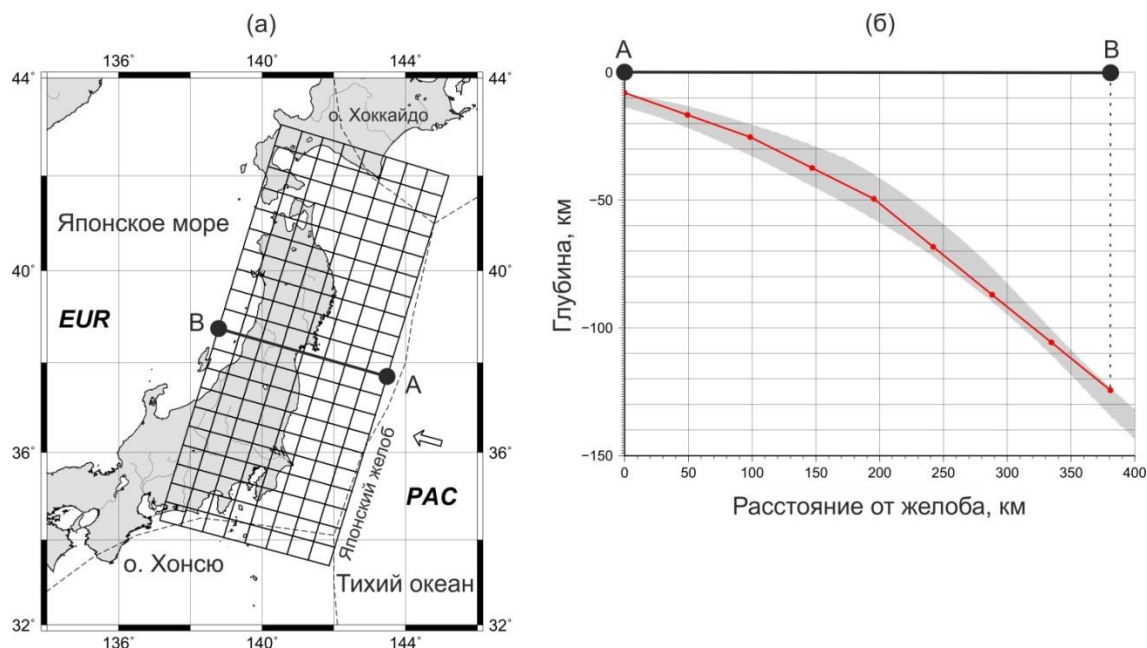 (а)
136° 140° 144°
44° 44°
о. Хоккайдо
Японское море
40° 40°
EUR
B
A
Японский желоб
36° 36°
PAC
о. Хонсю
Тихий океан
32° 32°
136° 140° 144°
(б)
A B
0
−50
−100
−150
Глубина, км
0 50 100 150 200 250 300 350 400
Расстояние от желоба, км